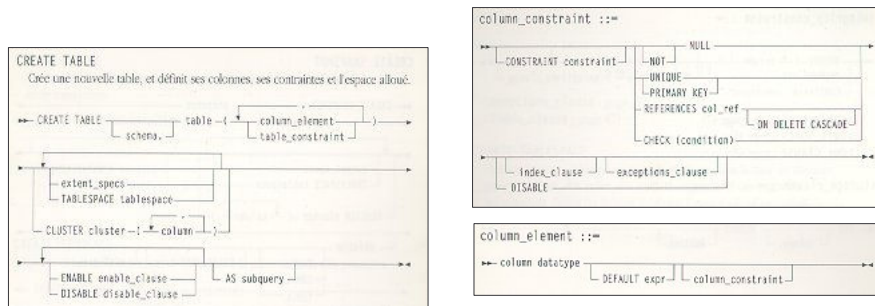 CREATE TABLE
Crée une nouvelle table, et définit ses colonnes, ses contraintes et l'espace alloué.
CREATE TABLE schema. table ( column_element , )
table_constraint
extent_specs
TABLESPACE tablespace
CLUSTER cluster ( column , )
ENABLE enable_clause
DISABLE disable_clause
AS subquery
column_constraint ::=
CONSTRAINT constraint
NOT NULL
UNIQUE
PRIMARY KEY
REFERENCES col_ref
ON DELETE CASCADE
CHECK (condition)
index_clause exceptions_clause
DISABLE
column_element ::=
column datatype
DEFAULT expr column_constraint